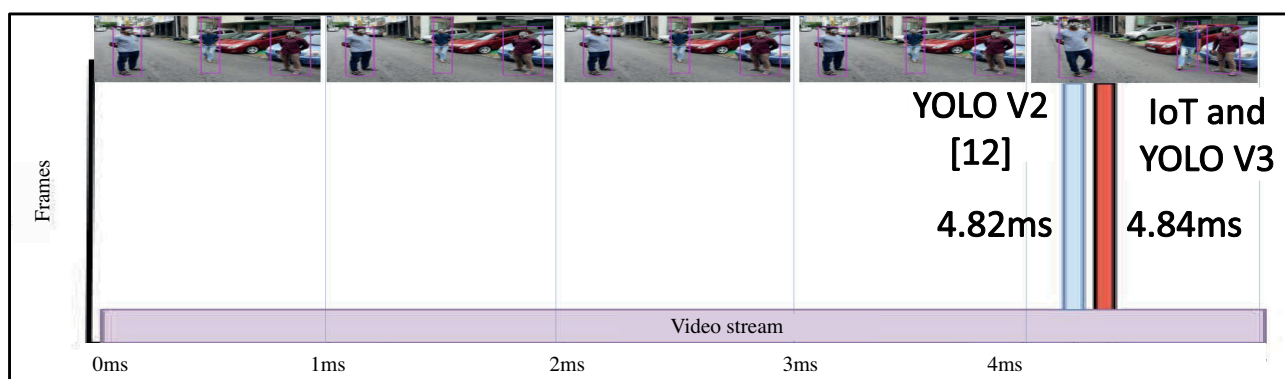 YOLO V2
[12]
IoT and
YOLO V3
4.82ms
4.84ms
Frames
Video stream
0ms
1ms
2ms
3ms
4ms